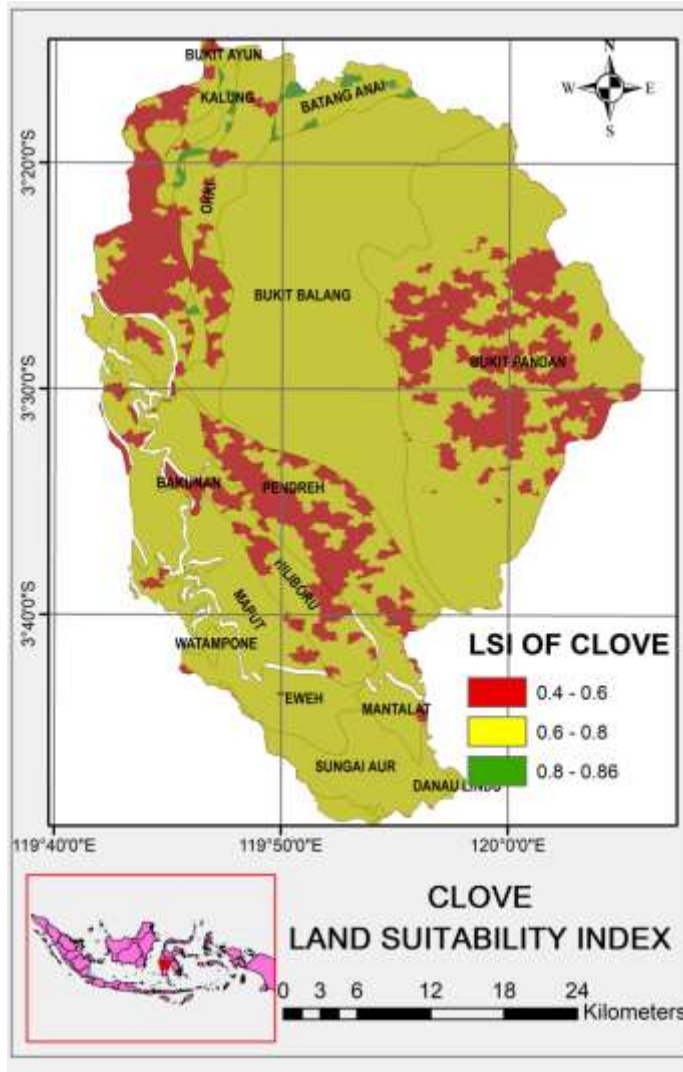 BUKIT AYUN
N
KALUNG
BATANG ANAI
W
E
S
3°20'0"S
ORKI
BUKIT BALANG
BUKIT PANDAN
3°30'0"S
BAKUNAN
PENDREH
HILIBORU
MAPUT
3°40'0"S
WATAMPONE
LSI OF CLOVE
0.4 - 0.6
TEWEH
MANTALAT
0.6 - 0.8
SUNGAI AUR
0.8 - 0.86
DANAU LINDU
119°40'0"E
119°50'0"E
120°0'0"E
CLOVE
LAND SUITABILITY INDEX
0 3 6 12 18 24
Kilometers